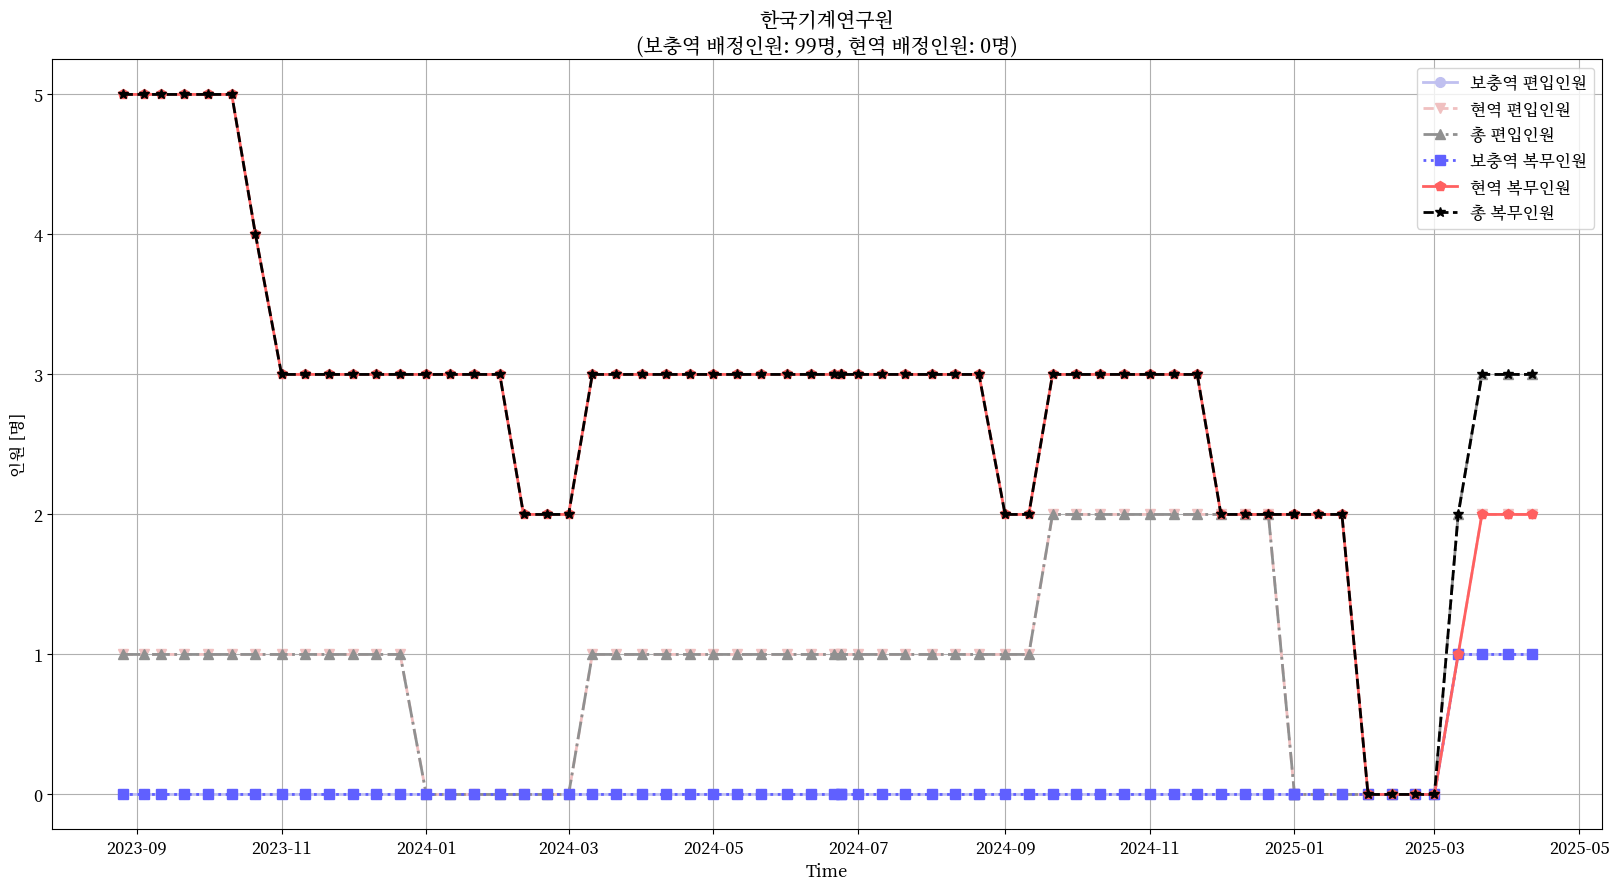 한국기계연구원
(보충역 배정인원: 99명, 현역 배정인원: 0명)
보충역 편입인원
현역 편입인원
총 편입인원
보충역 복무인원
현역 복무인원
총 복무인원
인원 [명]
5
4
3
2
1
0
2023-09 2023-11 2024-01 2024-03 2024-05 2024-07 2024-09 2024-11 2025-01 2025-03 2025-05
Time